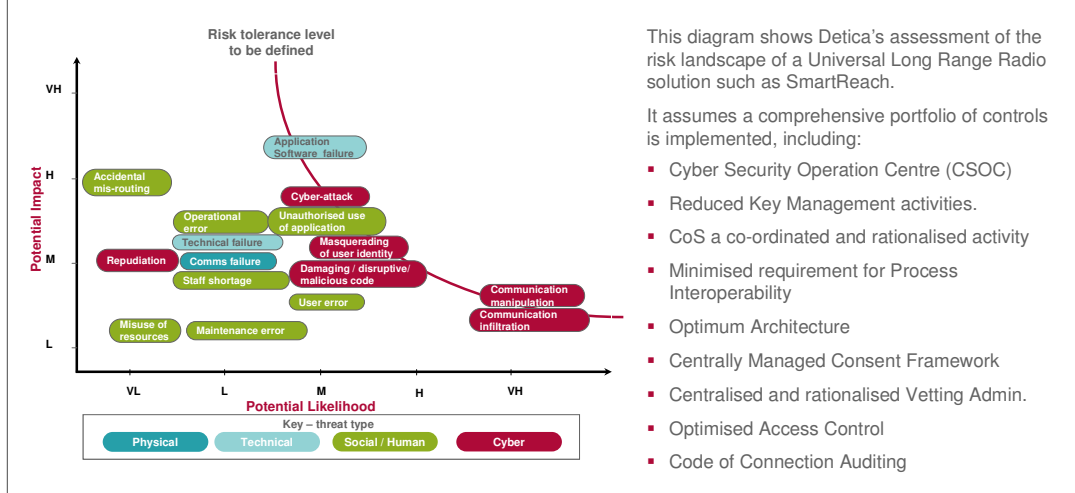 Risk tolerance level
to be defined
VH
H
M
L
Potential Impact
Application
Software failure
Accidental
mis-routing
Cyber-attack
Operational
error
Unauthorised use
of application
Technical failure
Masquerading
of user identity
Repudiation
Comms failure
Damaging / disruptive/
malicious code
Staff shortage
Communication
manipulation
User error
Communication
infiltration
Misuse of
resources
Maintenance error
VL
L
M
H
VH
Potential Likelihood
Key – threat type
Physical
Technical
Social / Human
Cyber
This diagram shows Detica’s assessment of the
risk landscape of a Universal Long Range Radio
solution such as SmartReach.
It assumes a comprehensive portfolio of controls
is implemented, including:
▪ Cyber Security Operation Centre (CSOC)
▪ Reduced Key Management activities.
▪ CoS a co-ordinated and rationalised activity
▪ Minimised requirement for Process
Interoperability
▪ Optimum Architecture
▪ Centrally Managed Consent Framework
▪ Centralised and rationalised Vetting Admin.
▪ Optimised Access Control
▪ Code of Connection Auditing